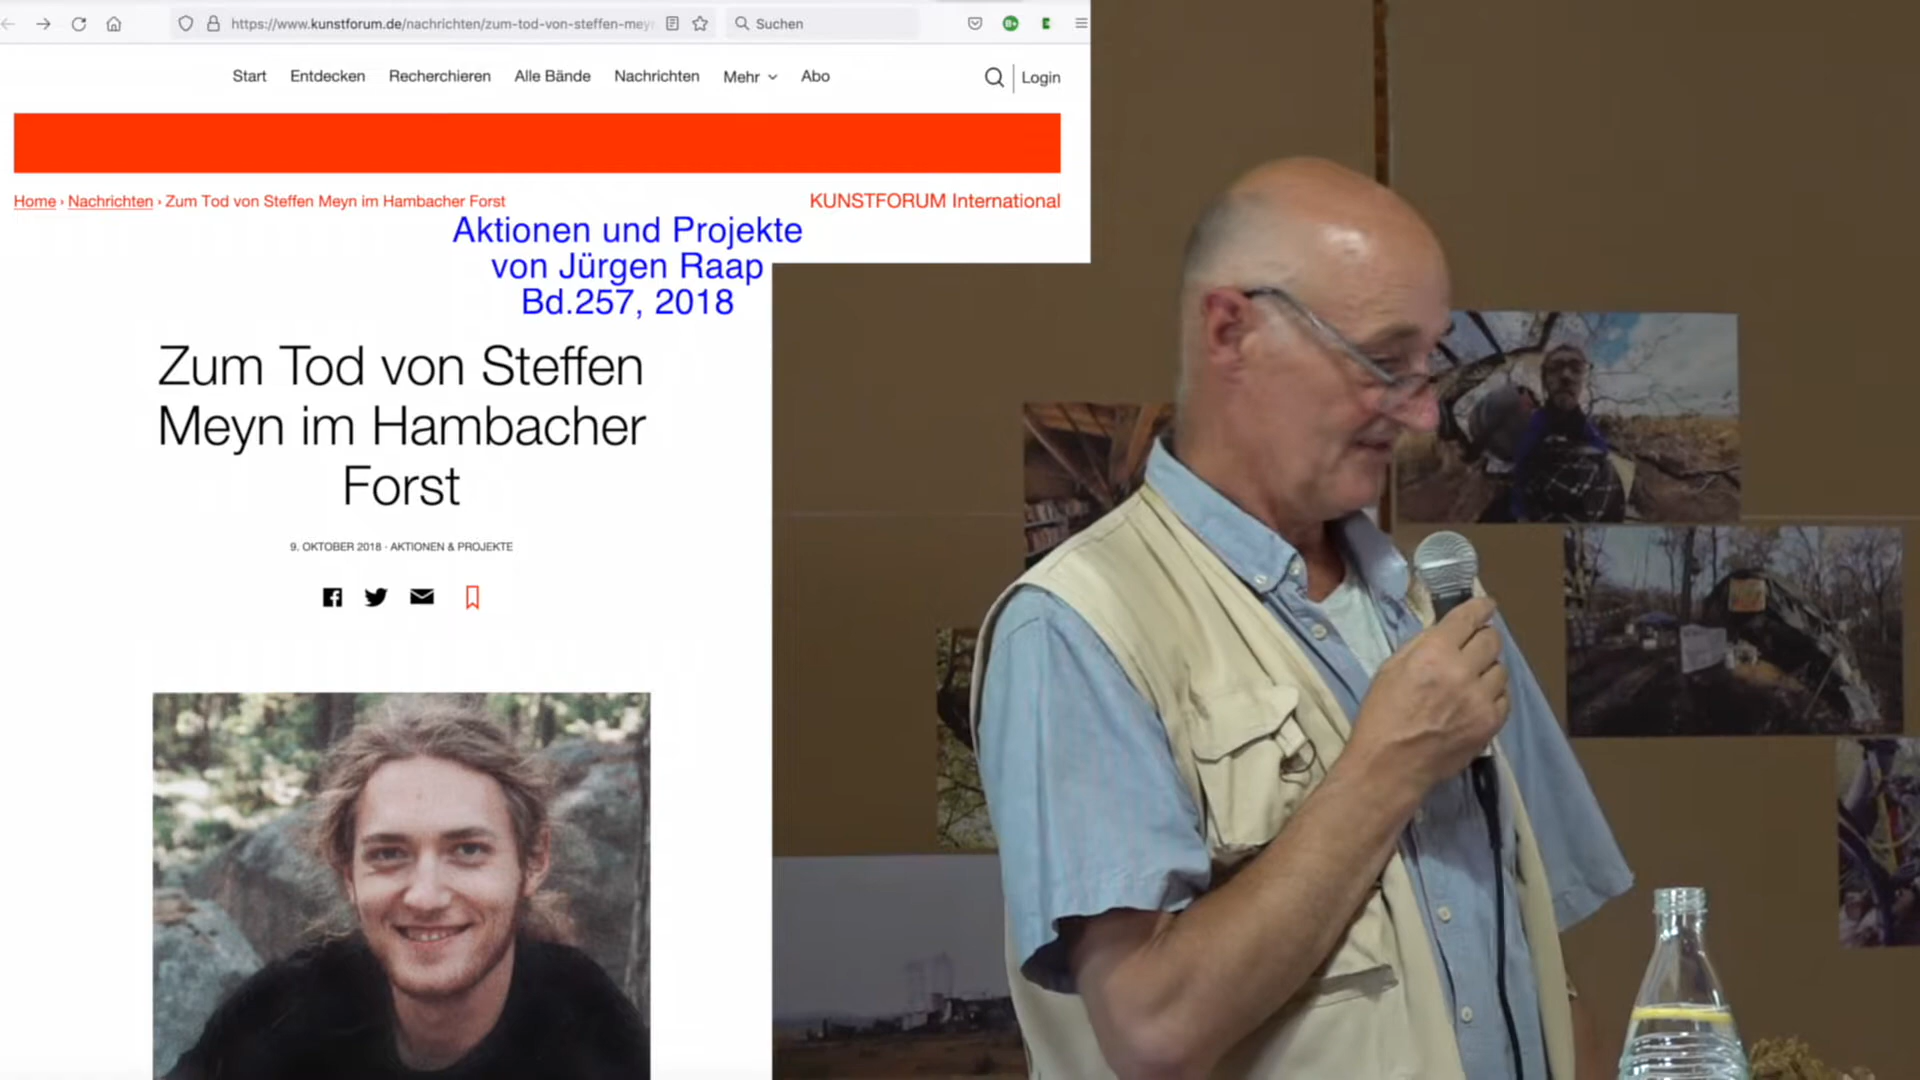 https://www.kunstforum.de/nachrichten/zum-tod-von-steffen-meyn
Suchen
Start Entdecken Recherchieren Alle Bände Nachrichten Mehr Abo
Login
Home › Nachrichten › Zum Tod von Steffen Meyn im Hambacher Forst
KUNSTFORUM International
Aktionen und Projekte
von Jürgen Raap
Bd.257, 2018
Zum Tod von Steffen
Meyn im Hambacher
Forst
9. OKTOBER 2018 · AKTIONEN & PROJEKTE